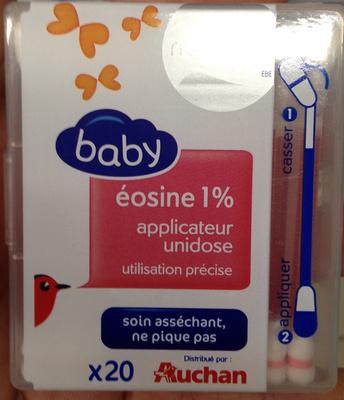 baby
éosine 1%
applicateur
unidose
utilisation précise
soin asséchant,
ne pique pas
x20
Distribué par :
Auchan
1
casser
2
appliquer